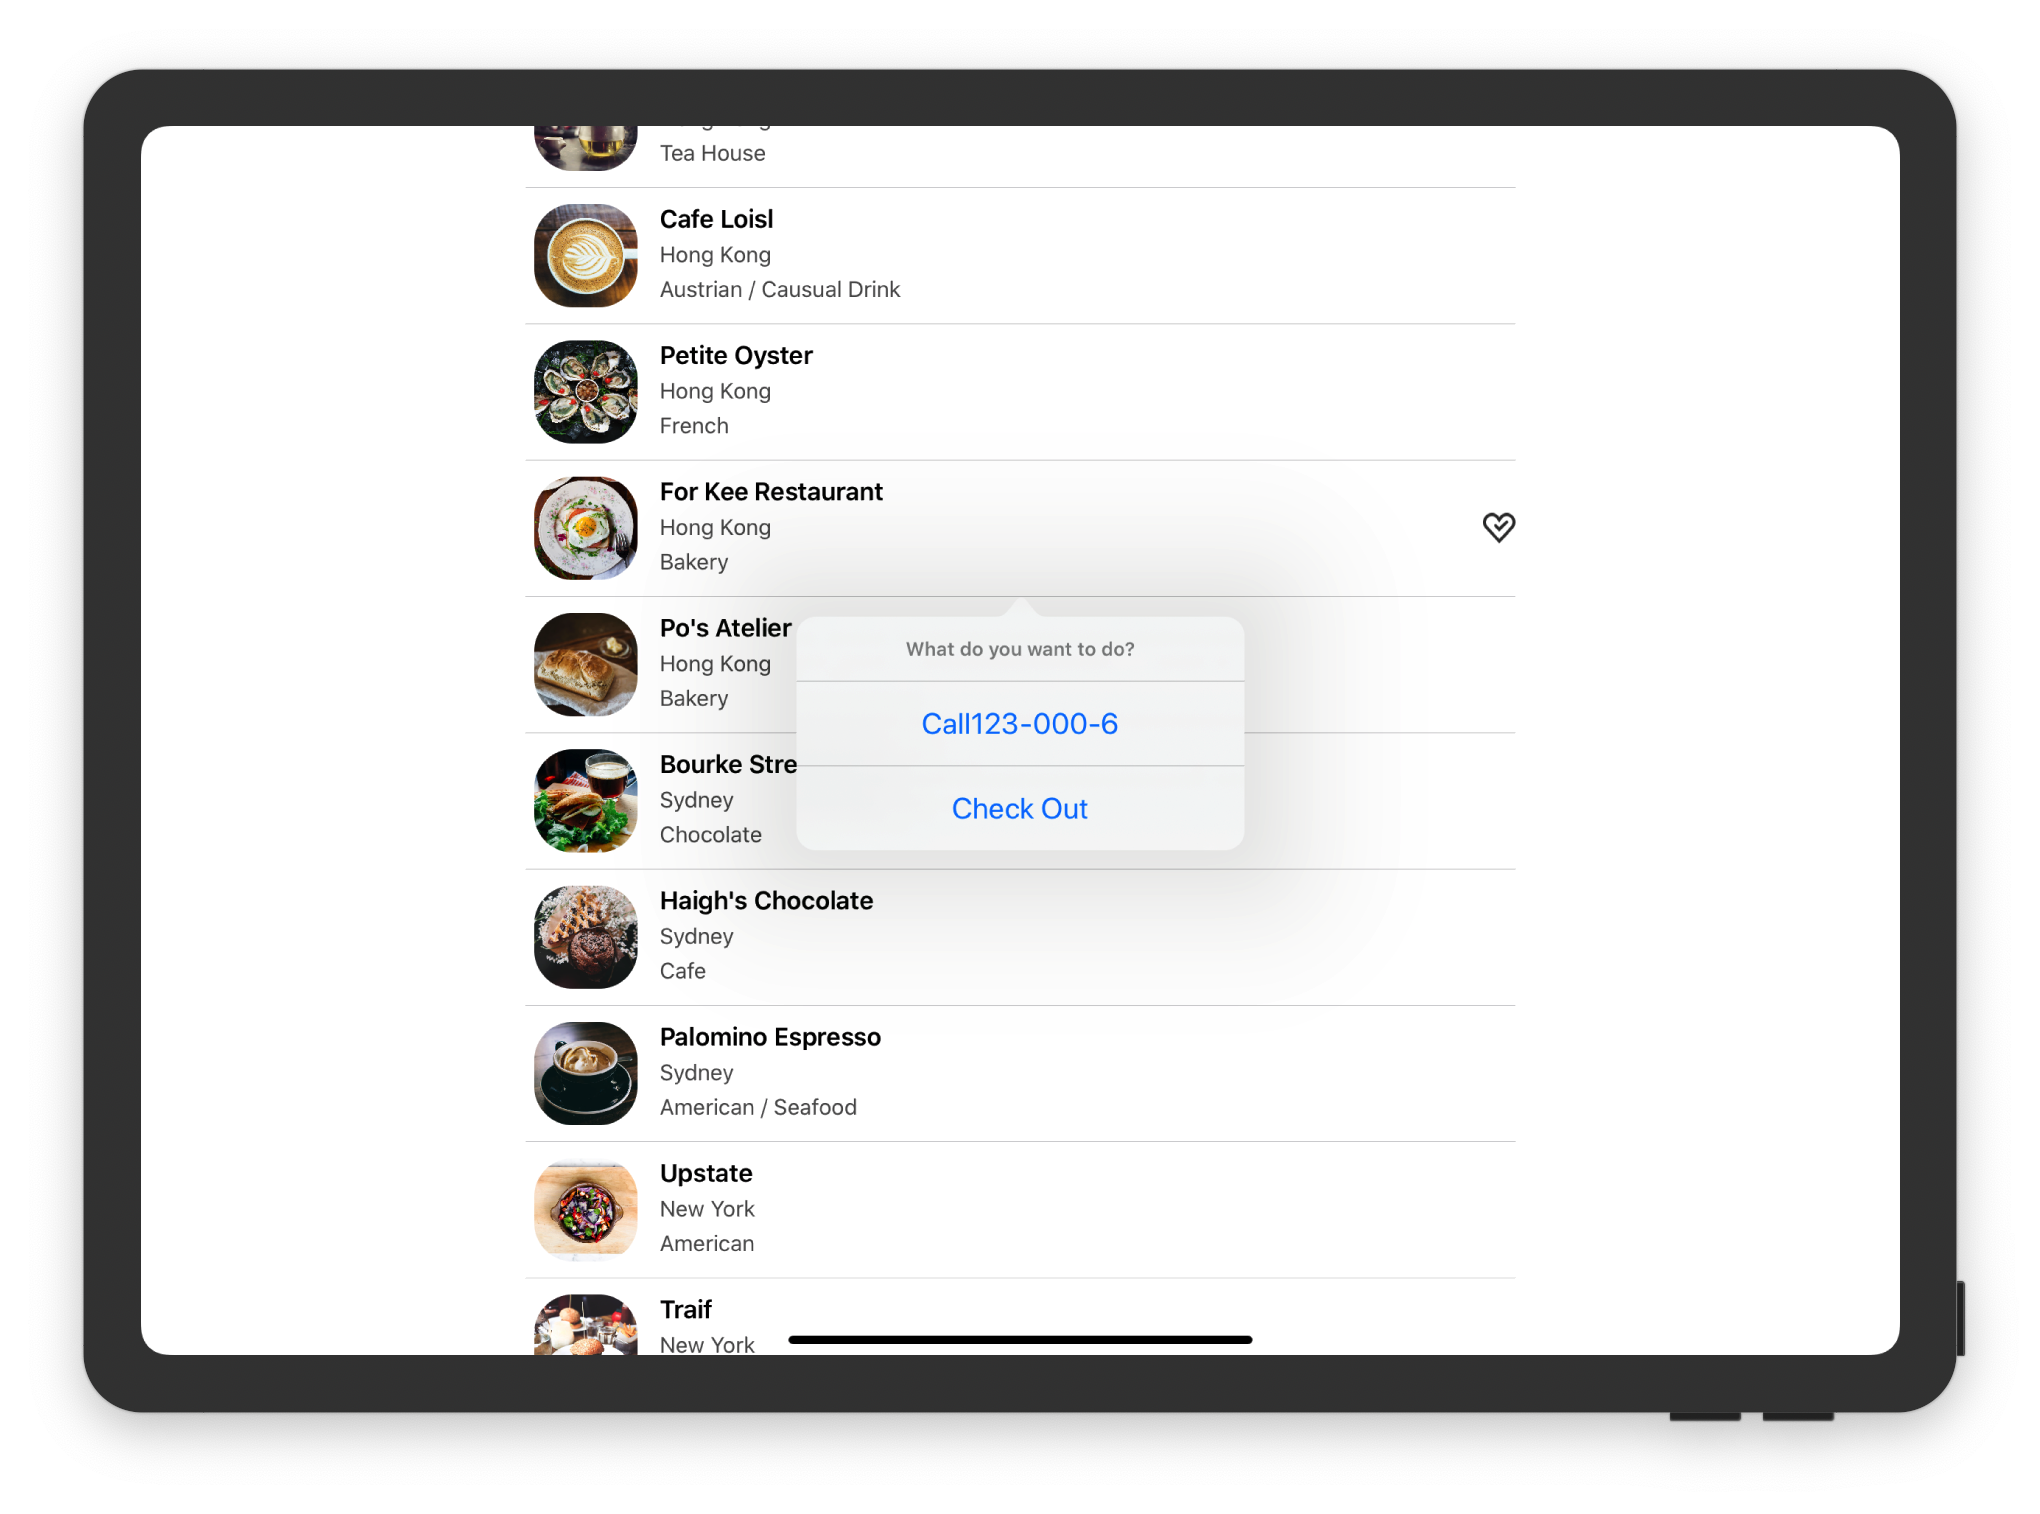 Tea House
Cafe Loisl
Hong Kong
Austrian / Causual Drink
Petite Oyster
Hong Kong
French
For Kee Restaurant
Hong Kong
Bakery
Po's Atelier
Hong Kong
Bakery
What do you want to do?
Call123-000-6
Check Out
Bourke Stre
Sydney
Chocolate
Haigh's Chocolate
Sydney
Cafe
Palomino Espresso
Sydney
American / Seafood
Upstate
New York
American
Traif
New York